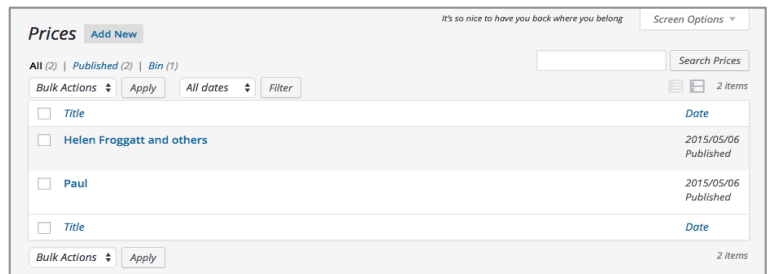 It's so nice to have you back where you belong
Screen Options
Prices Add New
All (2) | Published (2) | Bin (1)
Search Prices
Bulk Actions Apply All dates Filter 2 items
Title Date
Helen Froggatt and others 2015/05/06
Published
Paul 2015/05/06
Published
Title Date
Bulk Actions Apply 2 items